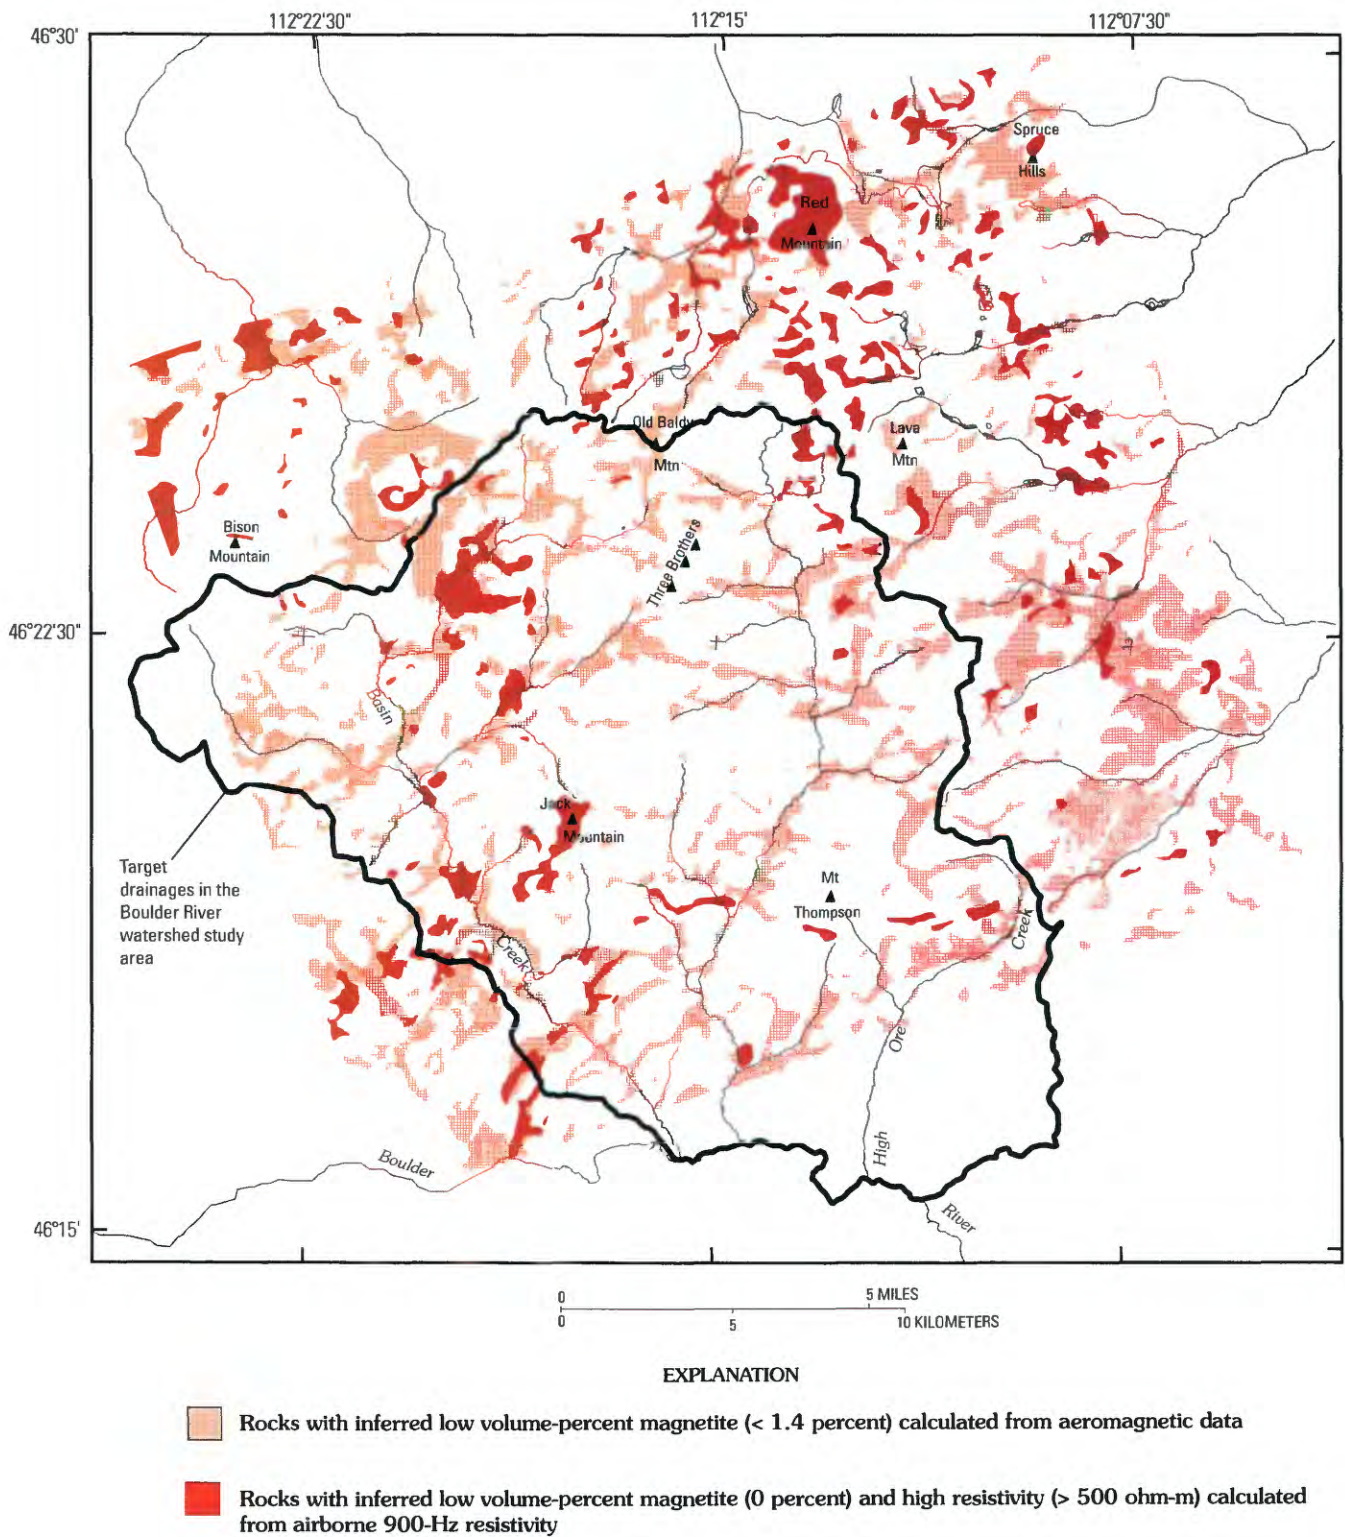 112°22'30"
112°15'
112°07'30"
46°30'
Spruce
Hills
Red
Mountain
Old Baldy
Mtn
Lava
Mtn
Bison
Mountain
Three Brothers
46°22'30"
Basin
Jack
Mountain
Target
drainages in the
Boulder River
watershed study
area
Mt
Thompson
Creek
Creek
Ore
High
Boulder
River
46°15'
0 5 MILES
0 5 10 KILOMETERS
EXPLANATION
Rocks with inferred low volume-percent magnetite (< 1.4 percent) calculated from aeromagnetic data
Rocks with inferred low volume-percent magnetite (0 percent) and high resistivity (> 500 ohm-m) calculated
from airborne 900-Hz resistivity